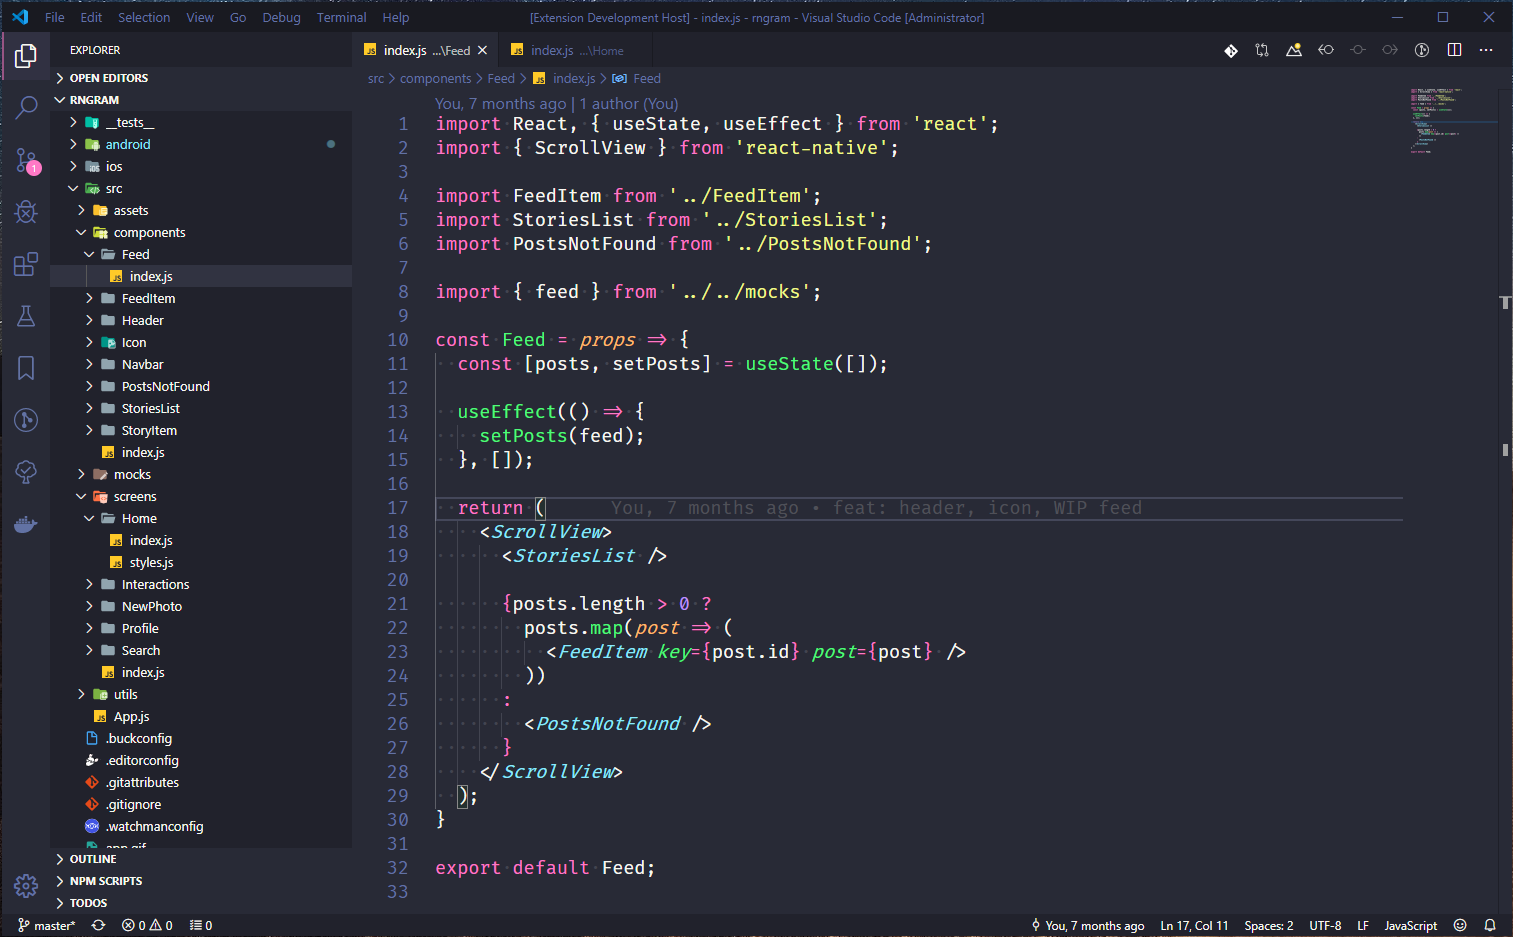 File Edit Selection View Go Debug Terminal Help [Extension Development Host] - index.js - rngram - Visual Studio Code [Administrator]
EXPLORER
OPEN EDITORS
RNGRAM
__tests__
android
ios
src
assets
components
Feed
index.js
FeedItem
Header
Icon
Navbar
PostsNotFound
StoriesList
StoryItem
index.js
mocks
screens
Home
index.js
styles.js
Interactions
NewPhoto
Profile
Search
index.js
utils
App.js
.buckconfig
.editorconfig
.gitattributes
.gitignore
.watchmanconfig
app.gif
OUTLINE
NPM SCRIPTS
TODOS
1
index.js ...\Feed index.js ...\Home
src > components > Feed > index.js > Feed
You, 7 months ago | 1 author (You)
1 import React, { useState, useEffect } from 'react';
2 import { ScrollView } from 'react-native';
3
4 import FeedItem from '../FeedItem';
5 import StoriesList from '../StoriesList';
6 import PostsNotFound from '../PostsNotFound';
7
8 import { feed } from '../../mocks';
9
10 const Feed = props => {
11 const [posts, setPosts] = useState([]);
12
13 useEffect(() => {
14 setPosts(feed);
15 }, []);
16
17 return ( You, 7 months ago • feat: header, icon, WIP feed
18 <ScrollView>
19 <StoriesList />
20
21 {posts.length > 0 ?
22 posts.map(post => (
23 <FeedItem key={post.id} post={post} />
24 ))
25 :
26 <PostsNotFound />
27 }
28 </ScrollView>
29 );
30 }
31
32 export default Feed;
33
master* 0 0 0 You, 7 months ago Ln 17, Col 11 Spaces: 2 UTF-8 LF JavaScript